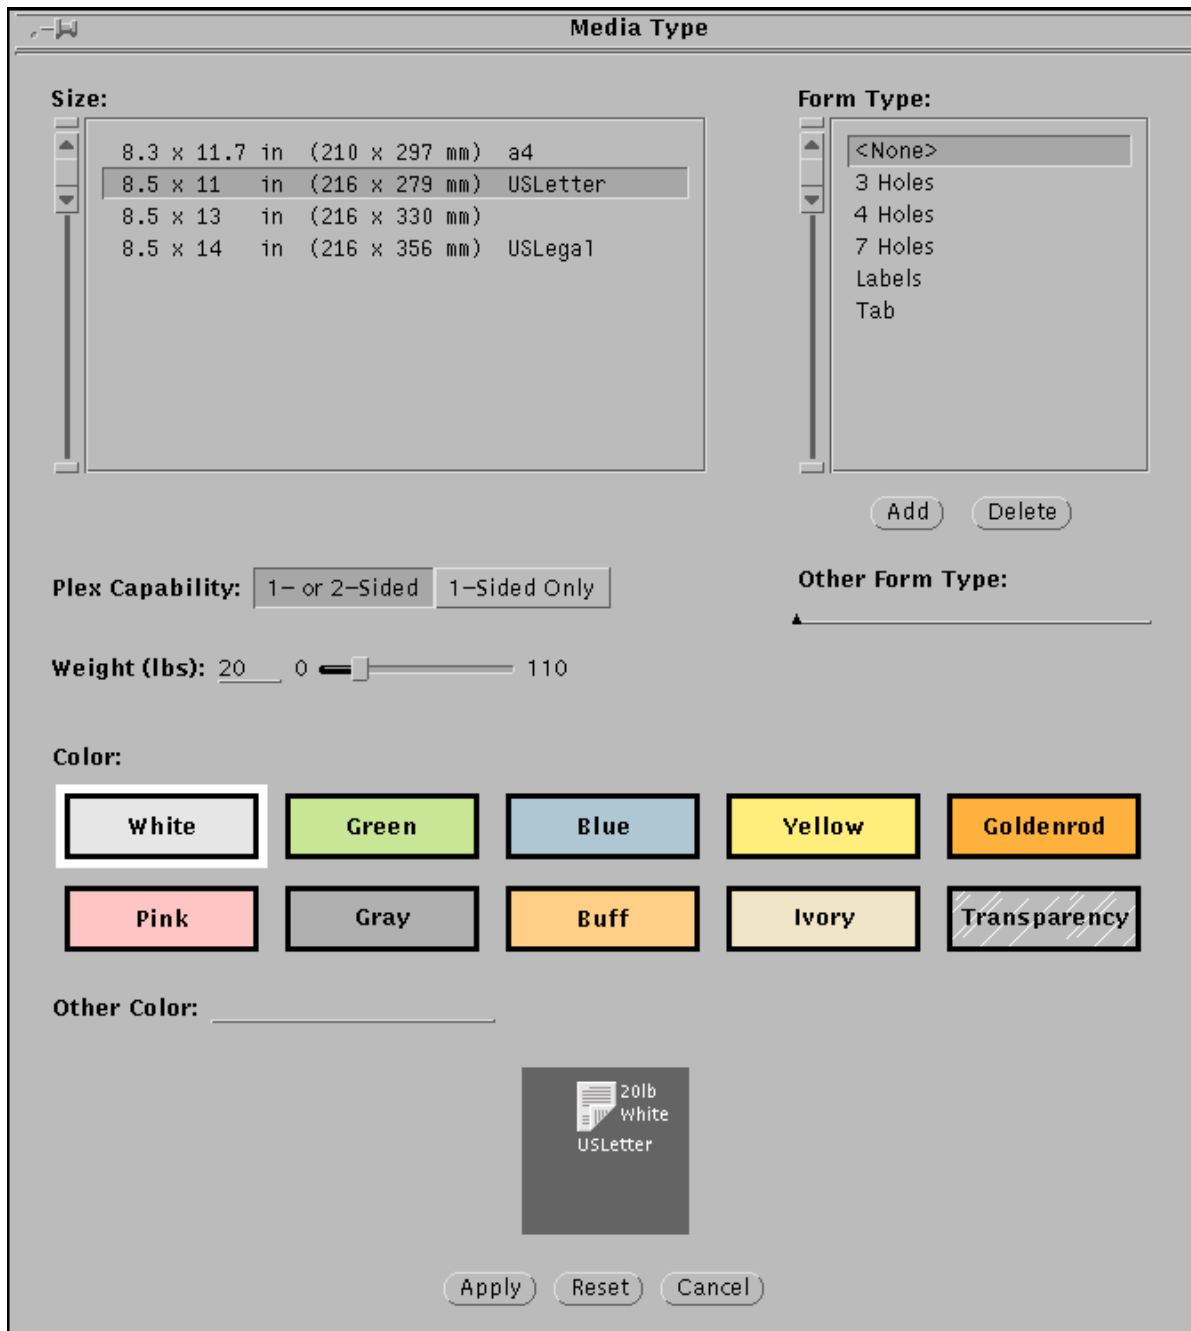 Media Type
Size:
8.3 x 11.7 in (210 x 297 mm) a4
8.5 x 11 in (216 x 279 mm) USLetter
8.5 x 13 in (216 x 330 mm)
8.5 x 14 in (216 x 356 mm) USLegal
Form Type:
<None>
3 Holes
4 Holes
7 Holes
Labels
Tab
Add Delete
Plex Capability: 1- or 2-Sided 1-Sided Only
Other Form Type:
Weight (lbs): 20 0 110
Color:
White Green Blue Yellow Goldenrod
Pink Gray Buff Ivory Transparency
Other Color:
20lb
White
USLetter
Apply Reset Cancel